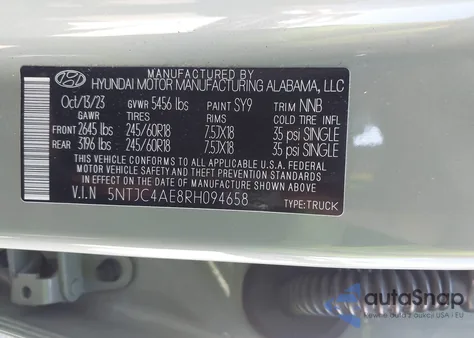 MANUFACTURED BY
HYUNDAI MOTOR MANUFACTURING ALABAMA, LLC
Oct/13/23 GVWR 5456 lbs PAINT SY9 TRIM NNB
GAWR TIRES RIMS COLD TIRE INFL
FRONT 2645 lbs 245/60R18 7.5JX18 35 psi SINGLE
REAR 3196 lbs 245/60R18 7.5JX18 35 psi SINGLE
THIS VEHICLE CONFORMS TO ALL APPLICABLE U.S.A. FEDERAL
MOTOR VEHICLE SAFETY AND THEFT PREVENTION STANDARDS
IN EFFECT ON THE DATE OF MANUFACTURE SHOWN ABOVE.
V.I.N 5NTJC4AE8RH094658
TYPE:TRUCK
autoSnap